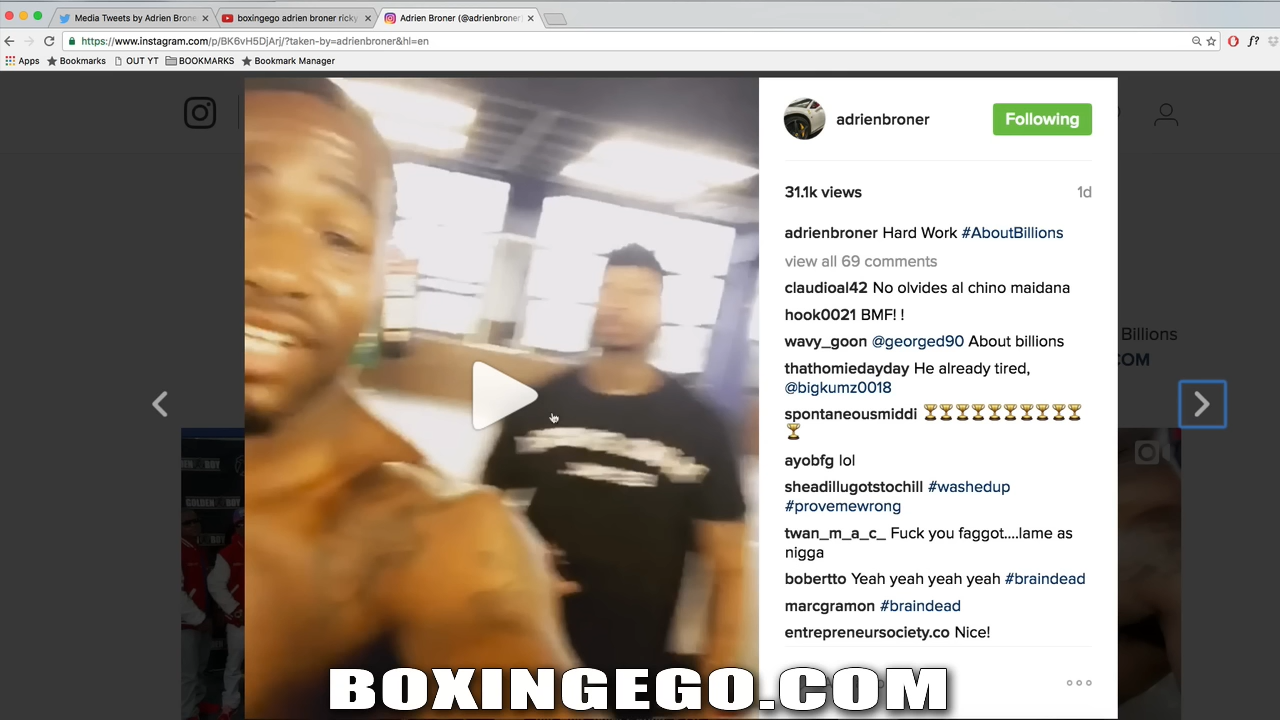 Media Tweets by Adrien Brone
boxingego adrien broner ricky
Adrien Broner (@adrienbroner)
https://www.instagram.com/p/BK6vH5DjArj/?taken-by=adrienbroner&hl=en
f?
Apps
Bookmarks
OUT YT
BOOKMARKS
Bookmark Manager
adrienbroner
Following
31.1k views
1d
adrienbroner Hard Work #AboutBillions
view all 69 comments
claudioal42 No olvides al chino maidana
hook0021 BMF! !
wavy_goon @georged90 About billions
thathomiedayday He already tired,
@bigkumz0018
spontaneousmiddi 🏆🏆🏆🏆🏆🏆🏆🏆🏆🏆
🏆
ayobfg lol
sheadillugotstochill #washedup
#provemewrong
twan_m_a_c_ Fuck you faggot....lame as
nigga
bobertto Yeah yeah yeah yeah #braindead
marcgramon #braindead
entrepreneursociety.co Nice!
Billions
COM
GOLDEN BOY
BOXINGEGO.COM